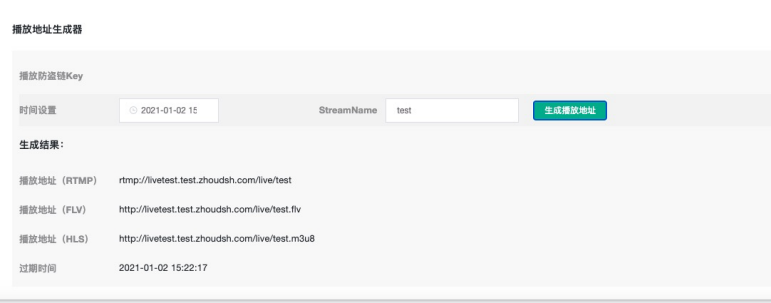 播放地址生成器
播放防盗链Key
时间设置 2021-01-02 15 StreamName test 生成播放地址
生成结果：
播放地址（RTMP） rtmp://livetest.test.zhoudsh.com/live/test
播放地址（FLV） http://livetest.test.zhoudsh.com/live/test.flv
播放地址（HLS） http://livetest.test.zhoudsh.com/live/test.m3u8
过期时间 2021-01-02 15:22:17